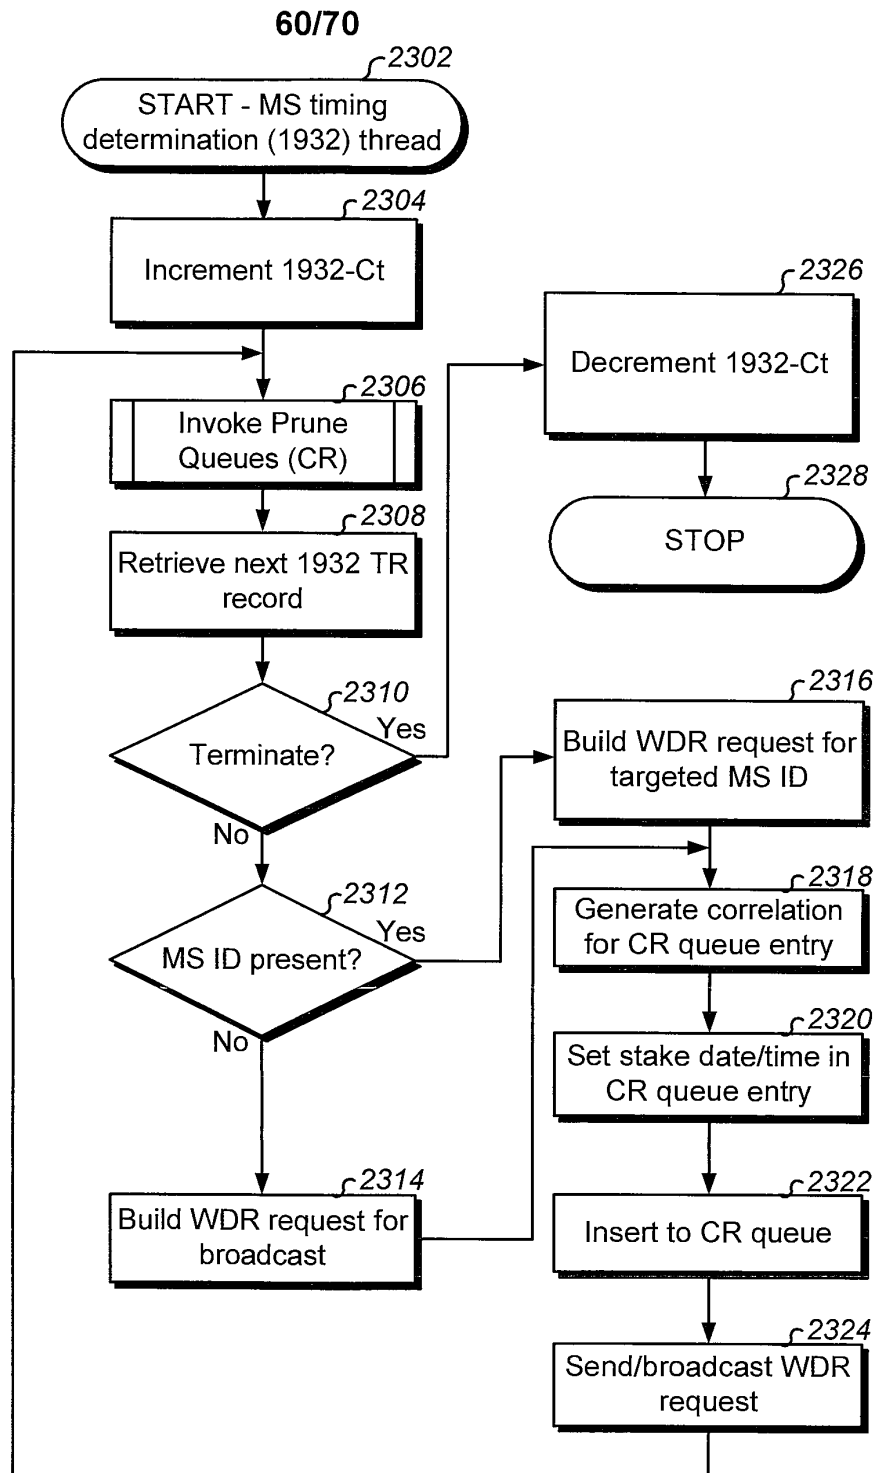 60/70
2302
START - MS timing
determination (1932) thread
2304
Increment 1932-Ct
2306
Invoke Prune
Queues (CR)
2308
Retrieve next 1932 TR
record
2310
Terminate?
Yes
No
2326
Decrement 1932-Ct
2328
STOP
2312
MS ID present?
Yes
No
2314
Build WDR request for
broadcast
2316
Build WDR request for
targeted MS ID
2318
Generate correlation
for CR queue entry
2320
Set stake date/time in
CR queue entry
2322
Insert to CR queue
2324
Send/broadcast WDR
request